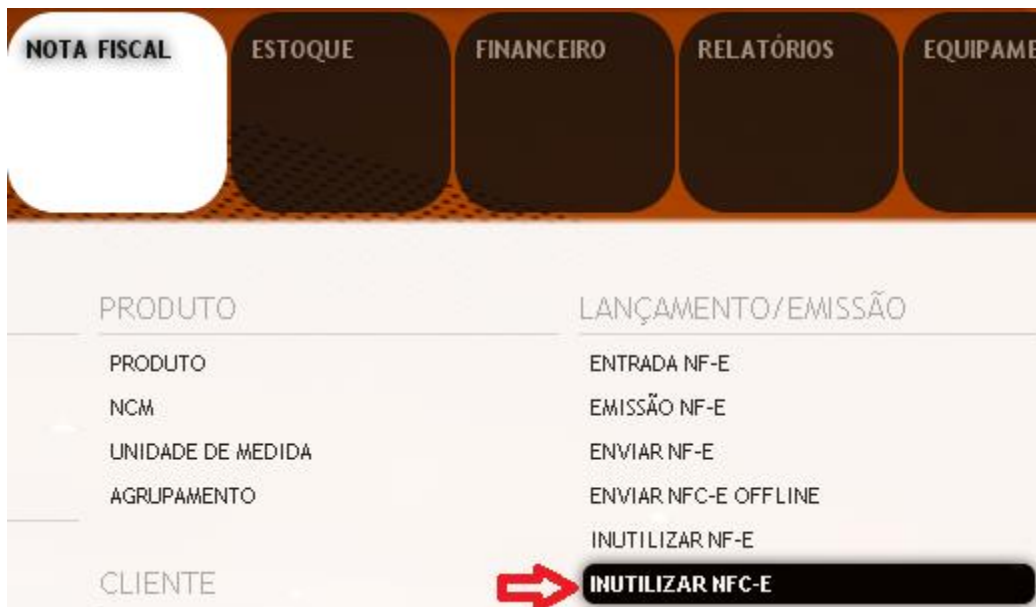 NOTA FISCAL
ESTOQUE
FINANCEIRO
RELATÓRIOS
EQUIPAME
PRODUTO
PRODUTO
NCM
UNIDADE DE MEDIDA
AGRUPAMENTO
CLIENTE
LANÇAMENTO/EMISSÃO
ENTRADA NF-E
EMISSÃO NF-E
ENVIAR NF-E
ENVIAR NFC-E OFFLINE
INUTILIZAR NF-E
INUTILIZAR NFC-E